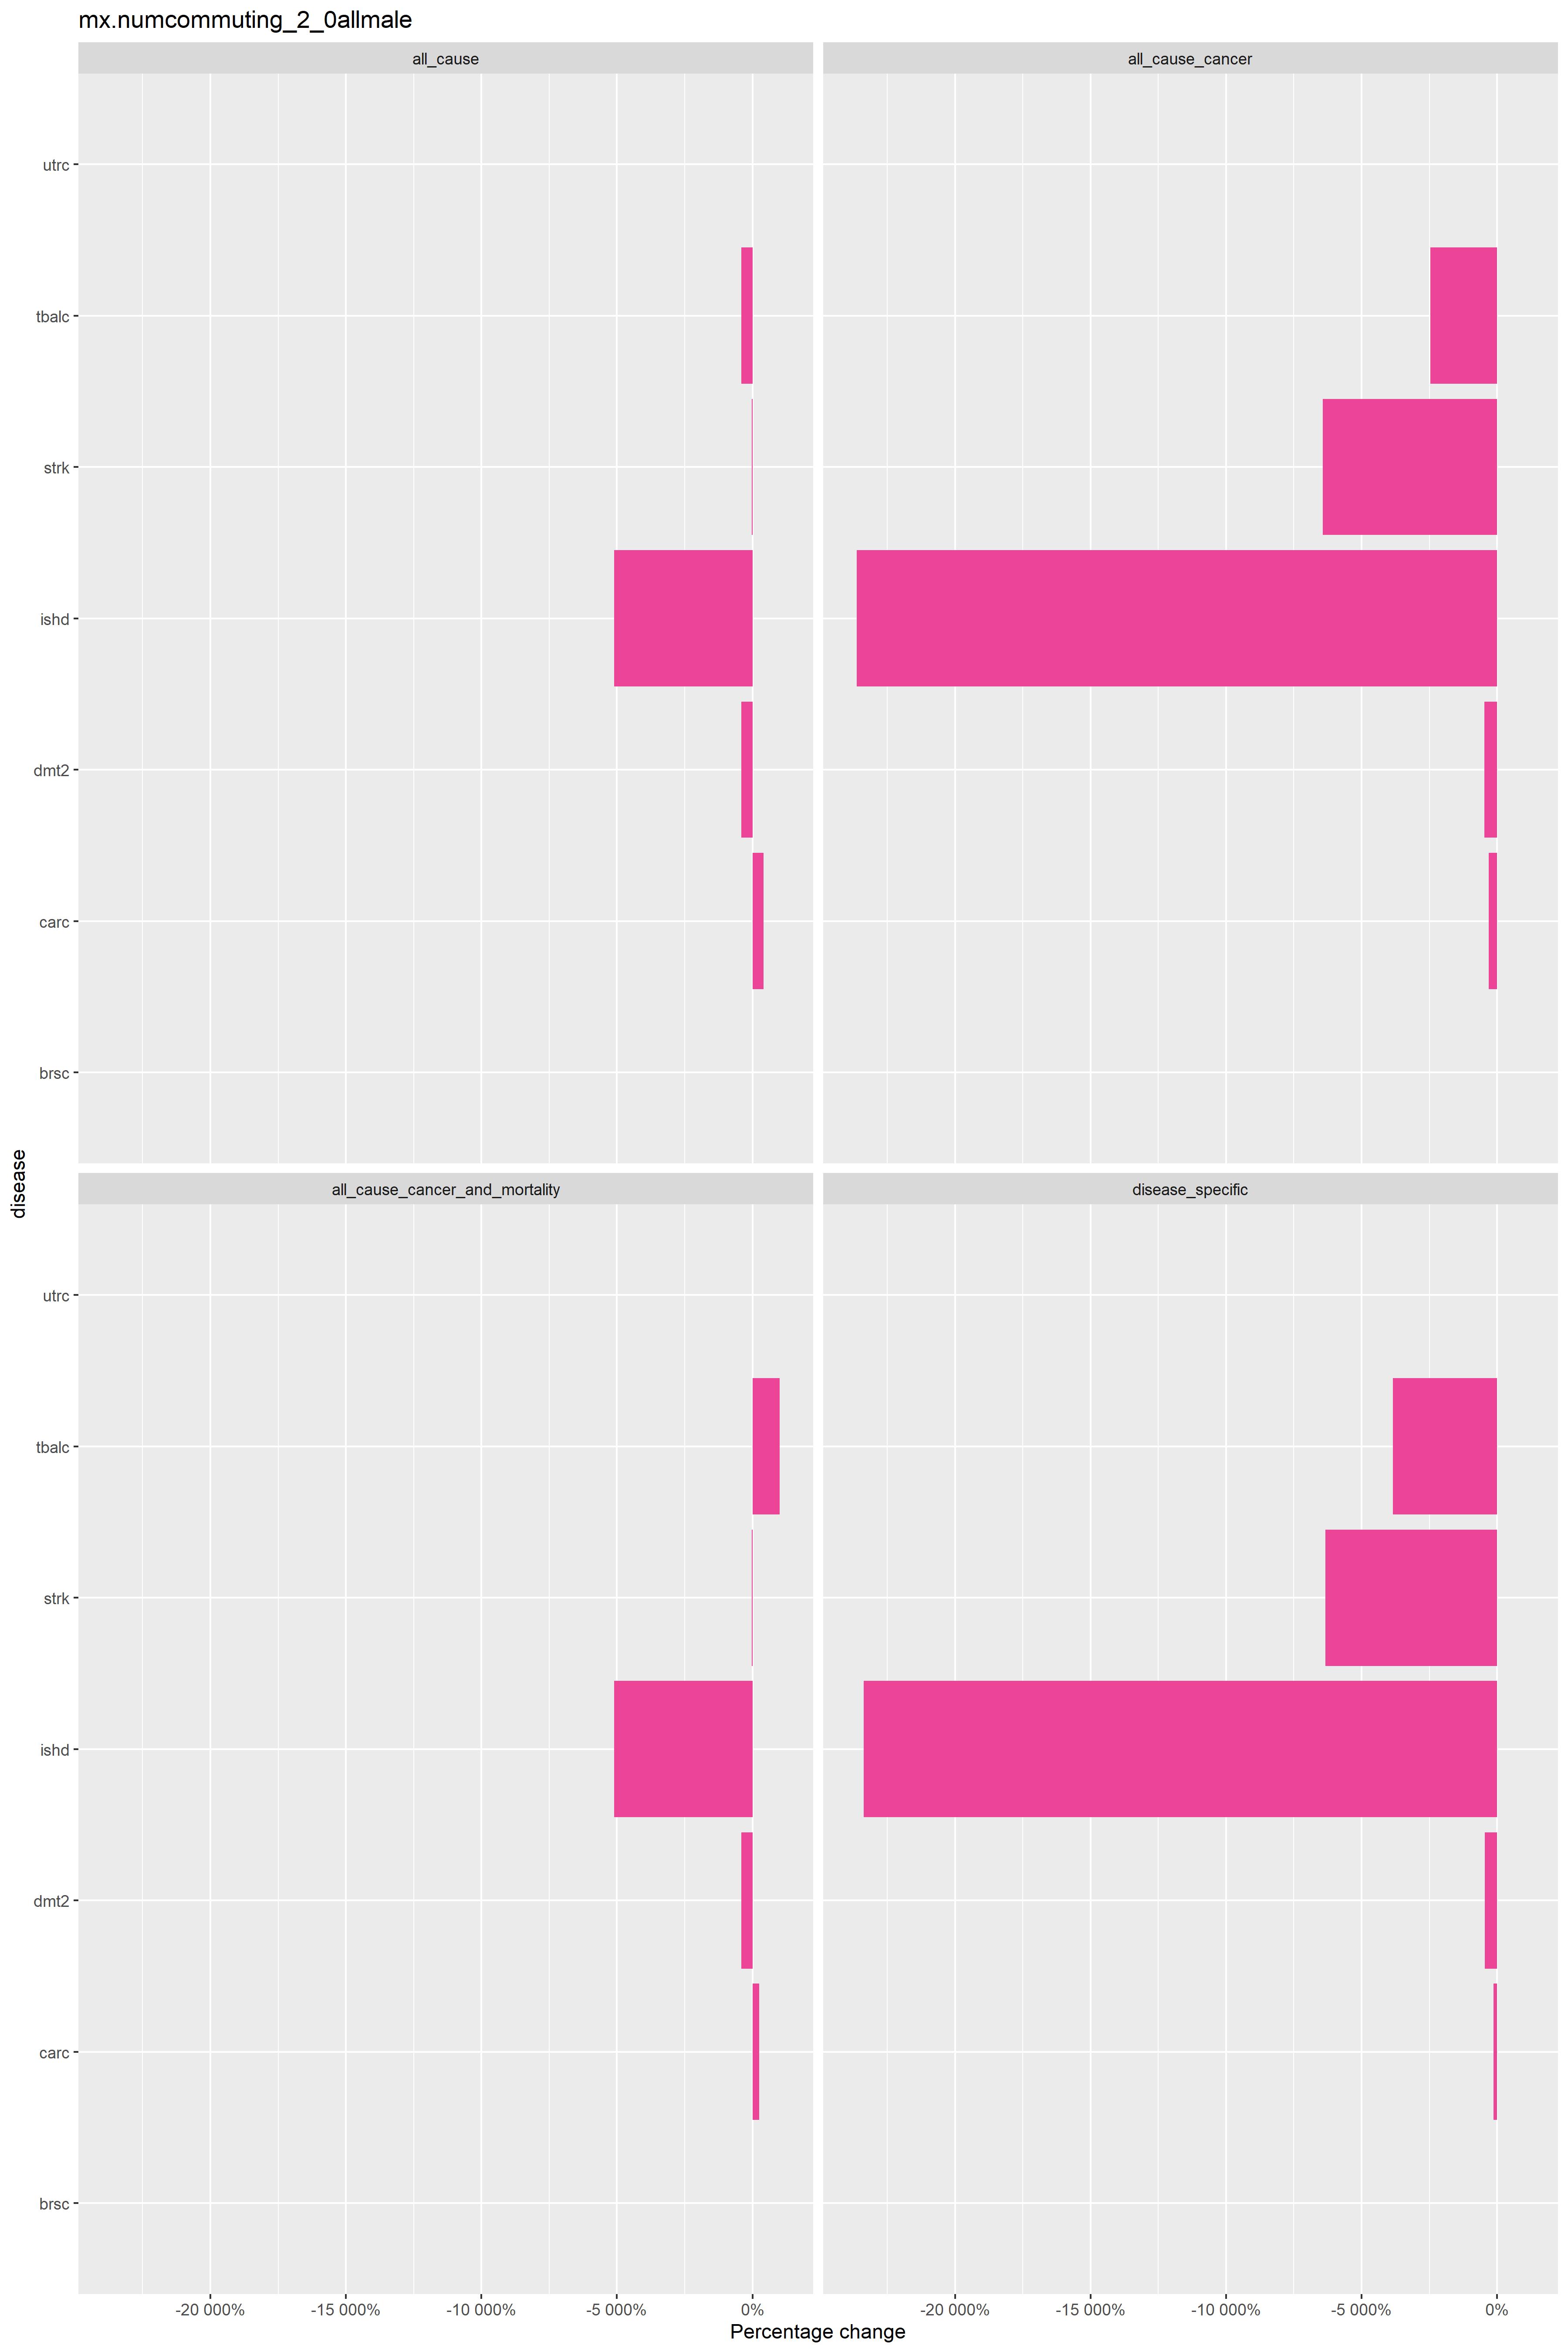 mx.numcommuting_2_0allmale
all_cause
all_cause_cancer
utrc
tbalc
strk
ishd
dmt2
carc
brsc
disease
all_cause_cancer_and_mortality
disease_specific
utrc
tbalc
strk
ishd
dmt2
carc
brsc
-20 000% -15 000% -10 000% -5 000% 0%
-20 000% -15 000% -10 000% -5 000% 0%
Percentage change